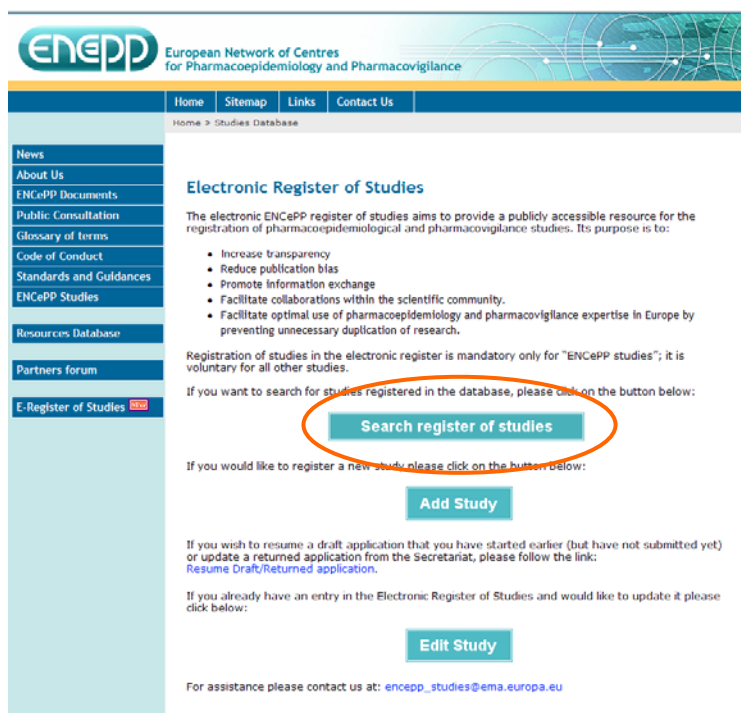 ENCePP
European Network of Centres
for Pharmacoepidemiology and Pharmacovigilance
Home Sitemap Links Contact Us
Home > Studies Database
News
About Us
ENCePP Documents
Public Consultation
Glossary of terms
Code of Conduct
Standards and Guidances
ENCePP Studies
Resources Database
Partners forum
E-Register of Studies NEW
Electronic Register of Studies
The electronic ENCePP register of studies aims to provide a publicly accessible resource for the
registration of pharmacoepidemiological and pharmacovigilance studies. Its purpose is to:
• Increase transparency
• Reduce publication bias
• Promote information exchange
• Facilitate collaborations within the scientific community.
• Facilitate optimal use of pharmacoepidemiology and pharmacovigilance expertise in Europe by
preventing unnecessary duplication of research.
Registration of studies in the electronic register is mandatory only for "ENCePP studies"; it is
voluntary for all other studies.
If you want to search for studies registered in the database, please click on the button below:
Search register of studies
If you would like to register a new study please click on the button below:
Add Study
If you wish to resume a draft application that you have started earlier (but have not submitted yet)
or update a returned application from the Secretariat, please follow the link:
Resume Draft/Returned application.
If you already have an entry in the Electronic Register of Studies and would like to update it please
click below:
Edit Study
For assistance please contact us at: encepp_studies@ema.europa.eu